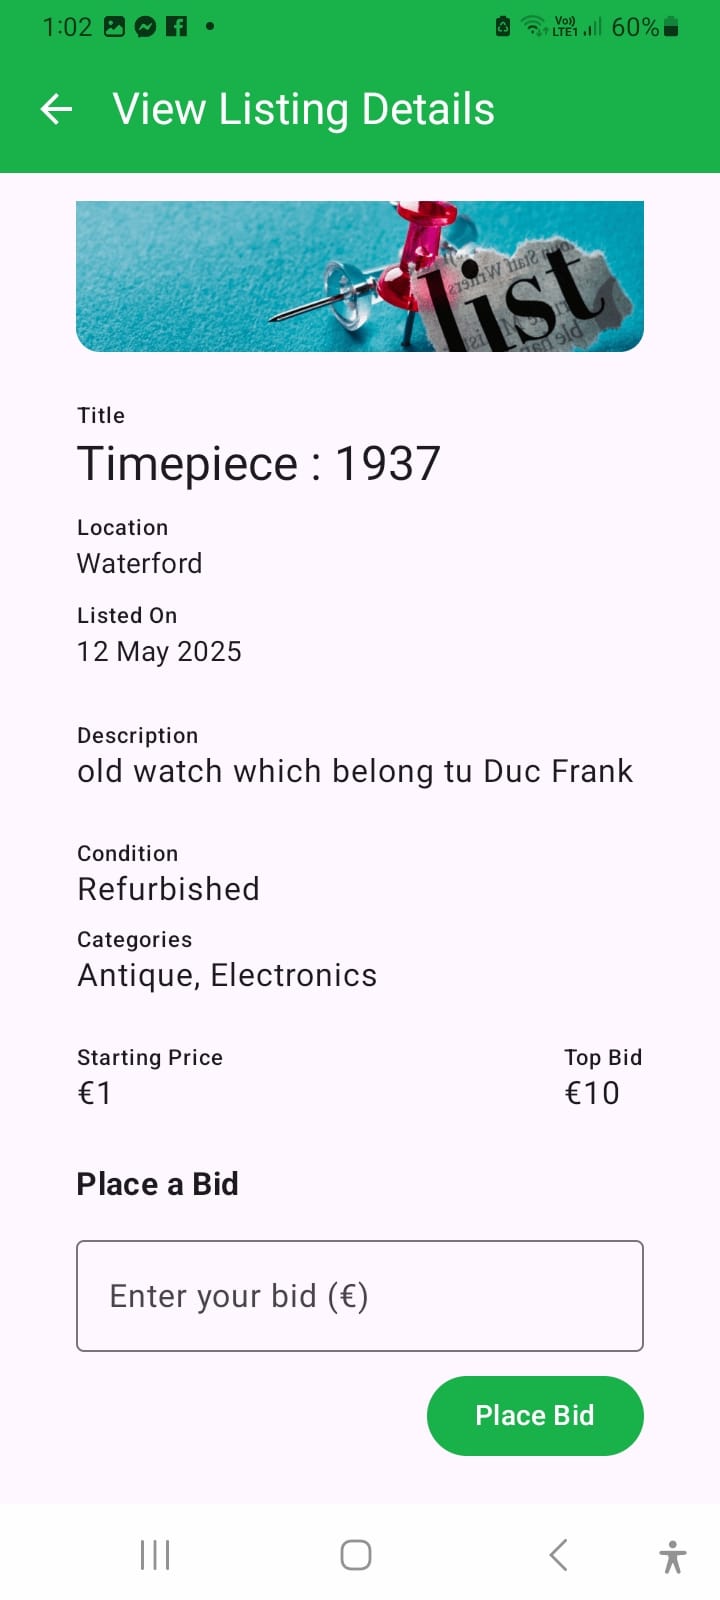 1:02 Vo)) LTE1 60%
View Listing Details
list
Title
Timepiece : 1937
Location
Waterford
Listed On
12 May 2025
Description
old watch which belong tu Duc Frank
Condition
Refurbished
Categories
Antique, Electronics
Starting Price Top Bid
€1 €10
Place a Bid
Enter your bid (€)
Place Bid